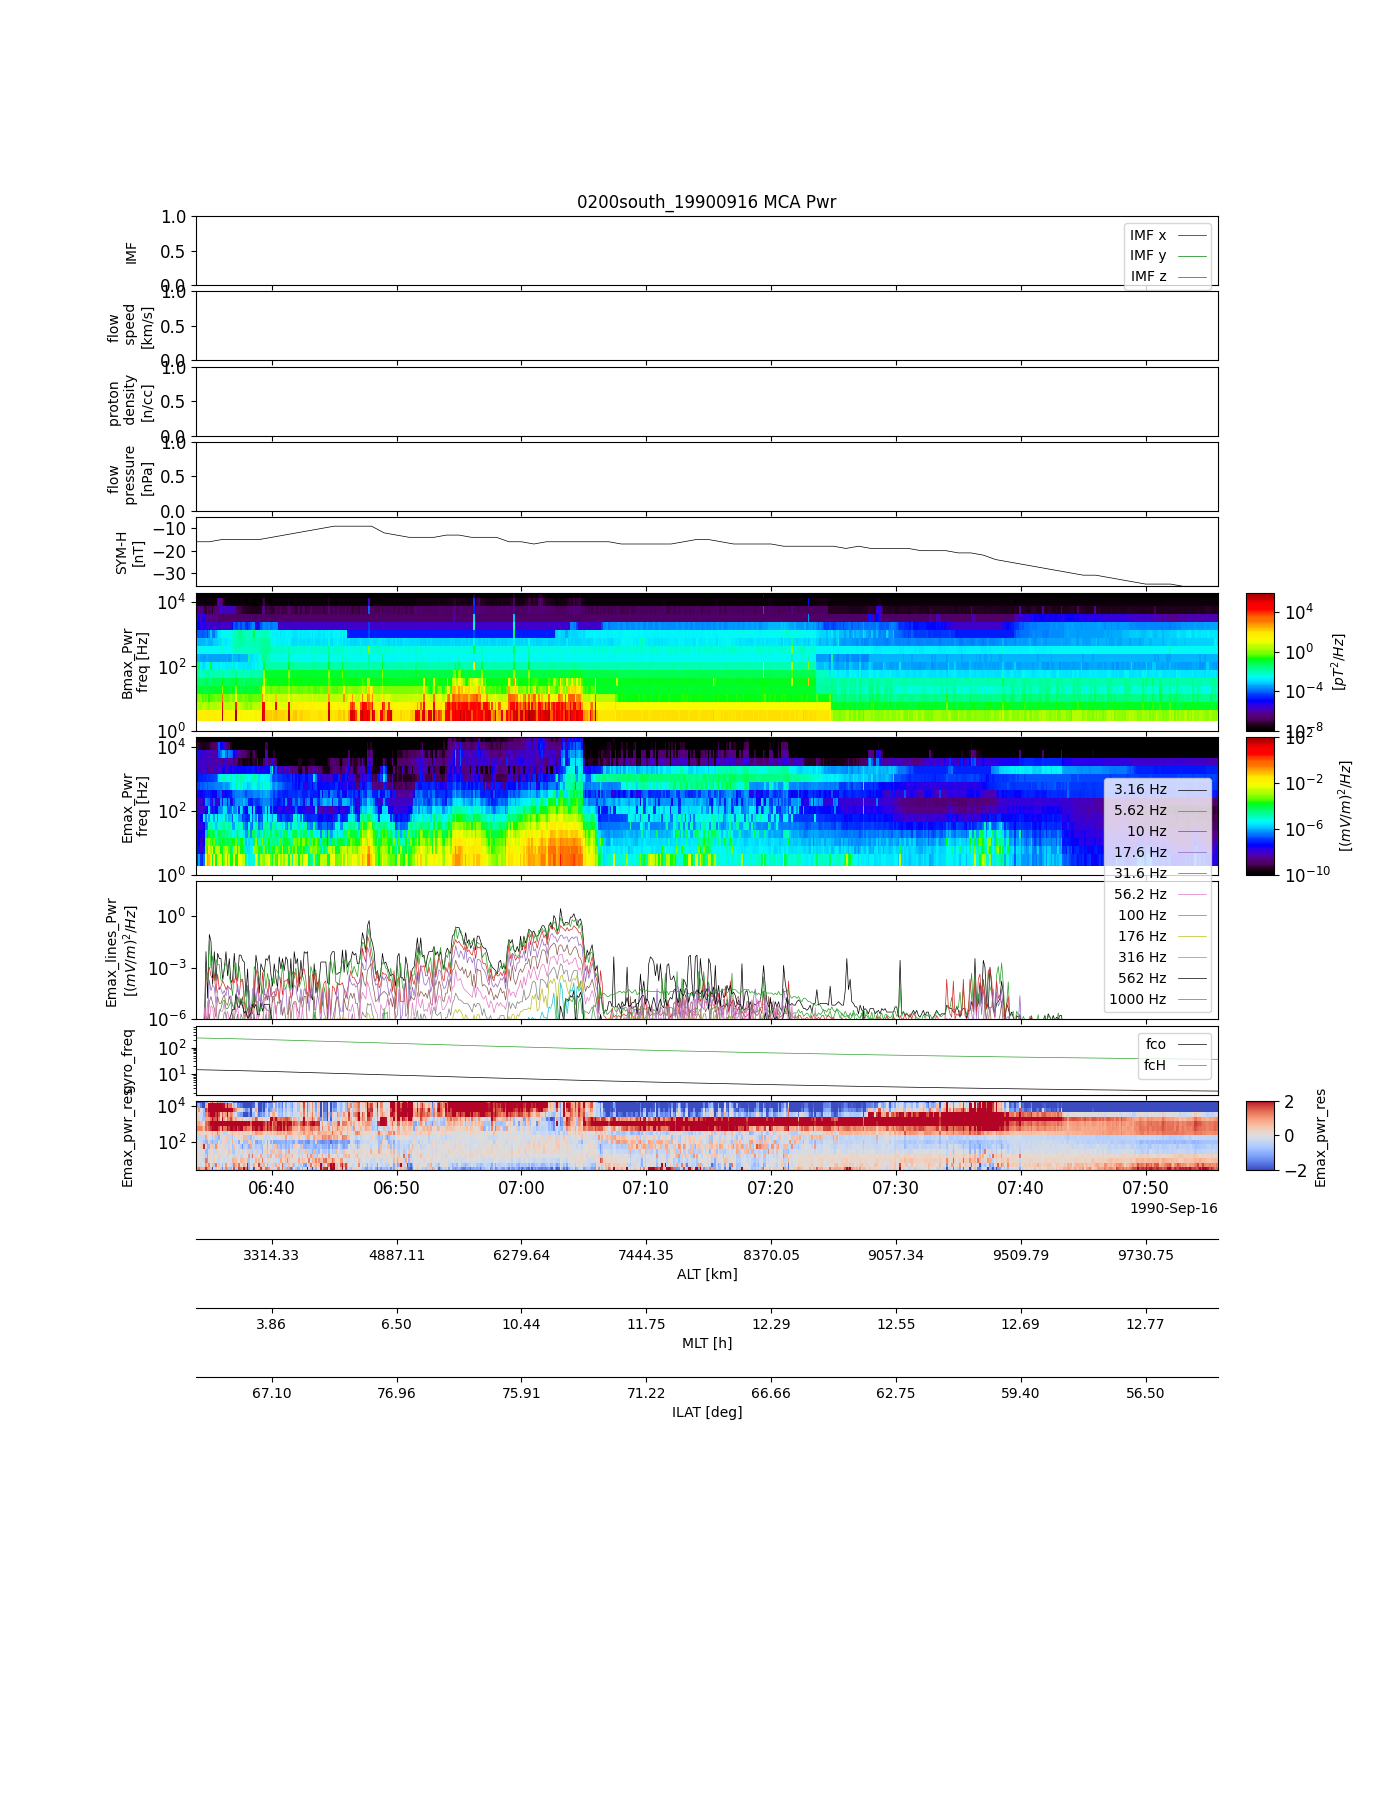 0200south_19900916 MCA Pwr
IMF
1.0
0.5
0.0
IMF x
IMF y
IMF z
flow
speed
[km/s]
1.0
0.5
0.0
proton
density
[n/cc]
1.0
0.5
0.0
flow
pressure
[nPa]
1.0
0.5
0.0
SYM-H
[nT]
−10
−20
−30
Bmax_Pwr
freq [Hz]
10^4
10^2
10^0
10^4
10^0
10^−4
10^−8
[pT^2/Hz]
Emax_Pwr
freq [Hz]
10^4
10^2
10^0
10^2
10^−2
10^−6
10^−10
[(mV/m)^2/Hz]
3.16 Hz
5.62 Hz
10 Hz
17.6 Hz
31.6 Hz
56.2 Hz
100 Hz
176 Hz
316 Hz
562 Hz
1000 Hz
Emax_lines_Pwr
[(mV/m)^2/Hz]
10^0
10^−3
10^−6
gyro_freq
10^2
10^1
fco
fcH
Emax_pwr_res
10^4
10^2
2
0
−2
Emax_pwr_res
06:40 06:50 07:00 07:10 07:20 07:30 07:40 07:50
1990-Sep-16
3314.33 4887.11 6279.64 7444.35 8370.05 9057.34 9509.79 9730.75
ALT [km]
3.86 6.50 10.44 11.75 12.29 12.55 12.69 12.77
MLT [h]
67.10 76.96 75.91 71.22 66.66 62.75 59.40 56.50
ILAT [deg]